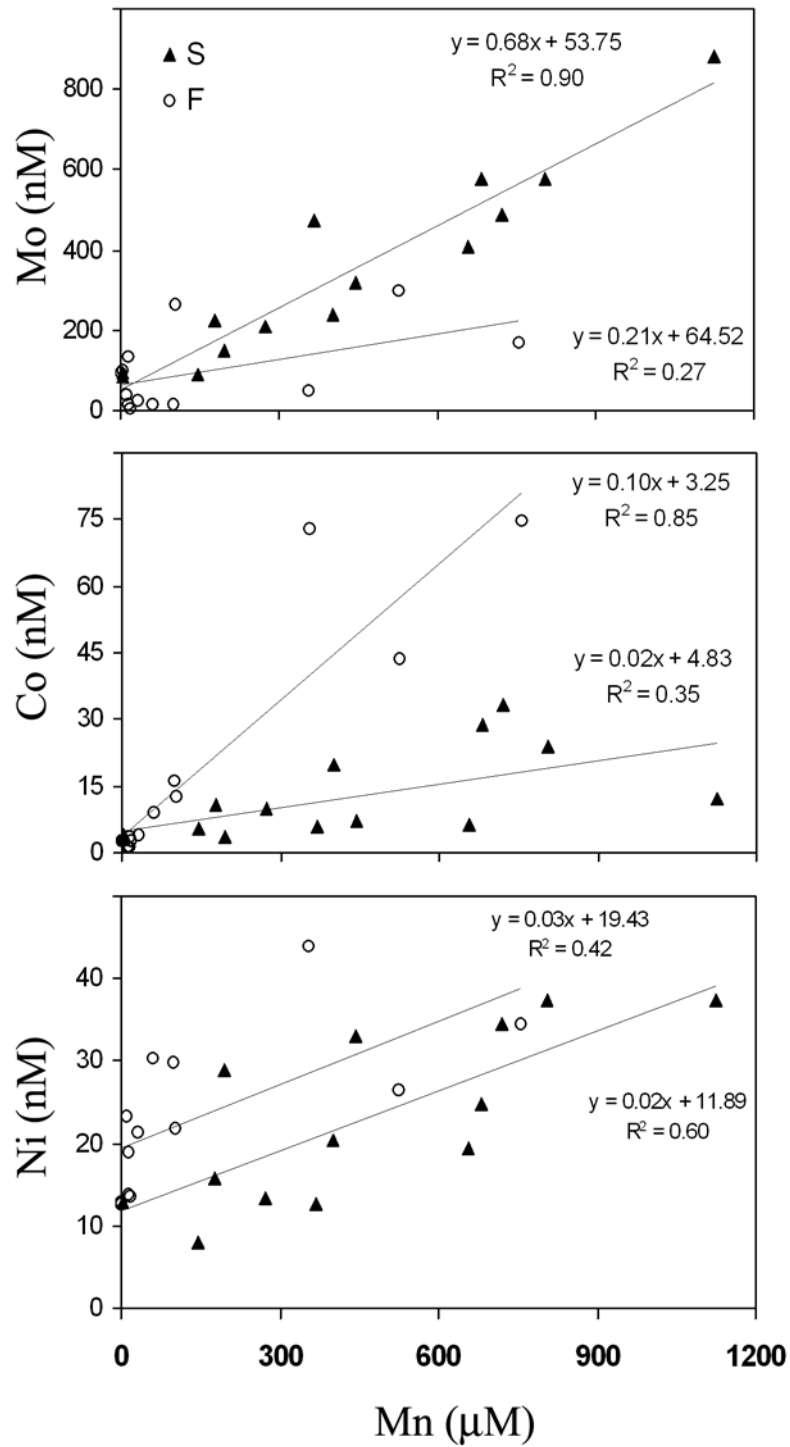 S
F
y = 0.68x + 53.75
R² = 0.90
y = 0.21x + 64.52
R² = 0.27
Mo (nM)
800
600
400
200
0
y = 0.10x + 3.25
R² = 0.85
y = 0.02x + 4.83
R² = 0.35
Co (nM)
75
60
45
30
15
0
y = 0.03x + 19.43
R² = 0.42
y = 0.02x + 11.89
R² = 0.60
Ni (nM)
40
30
20
10
0
0 300 600 900 1200
Mn (μM)